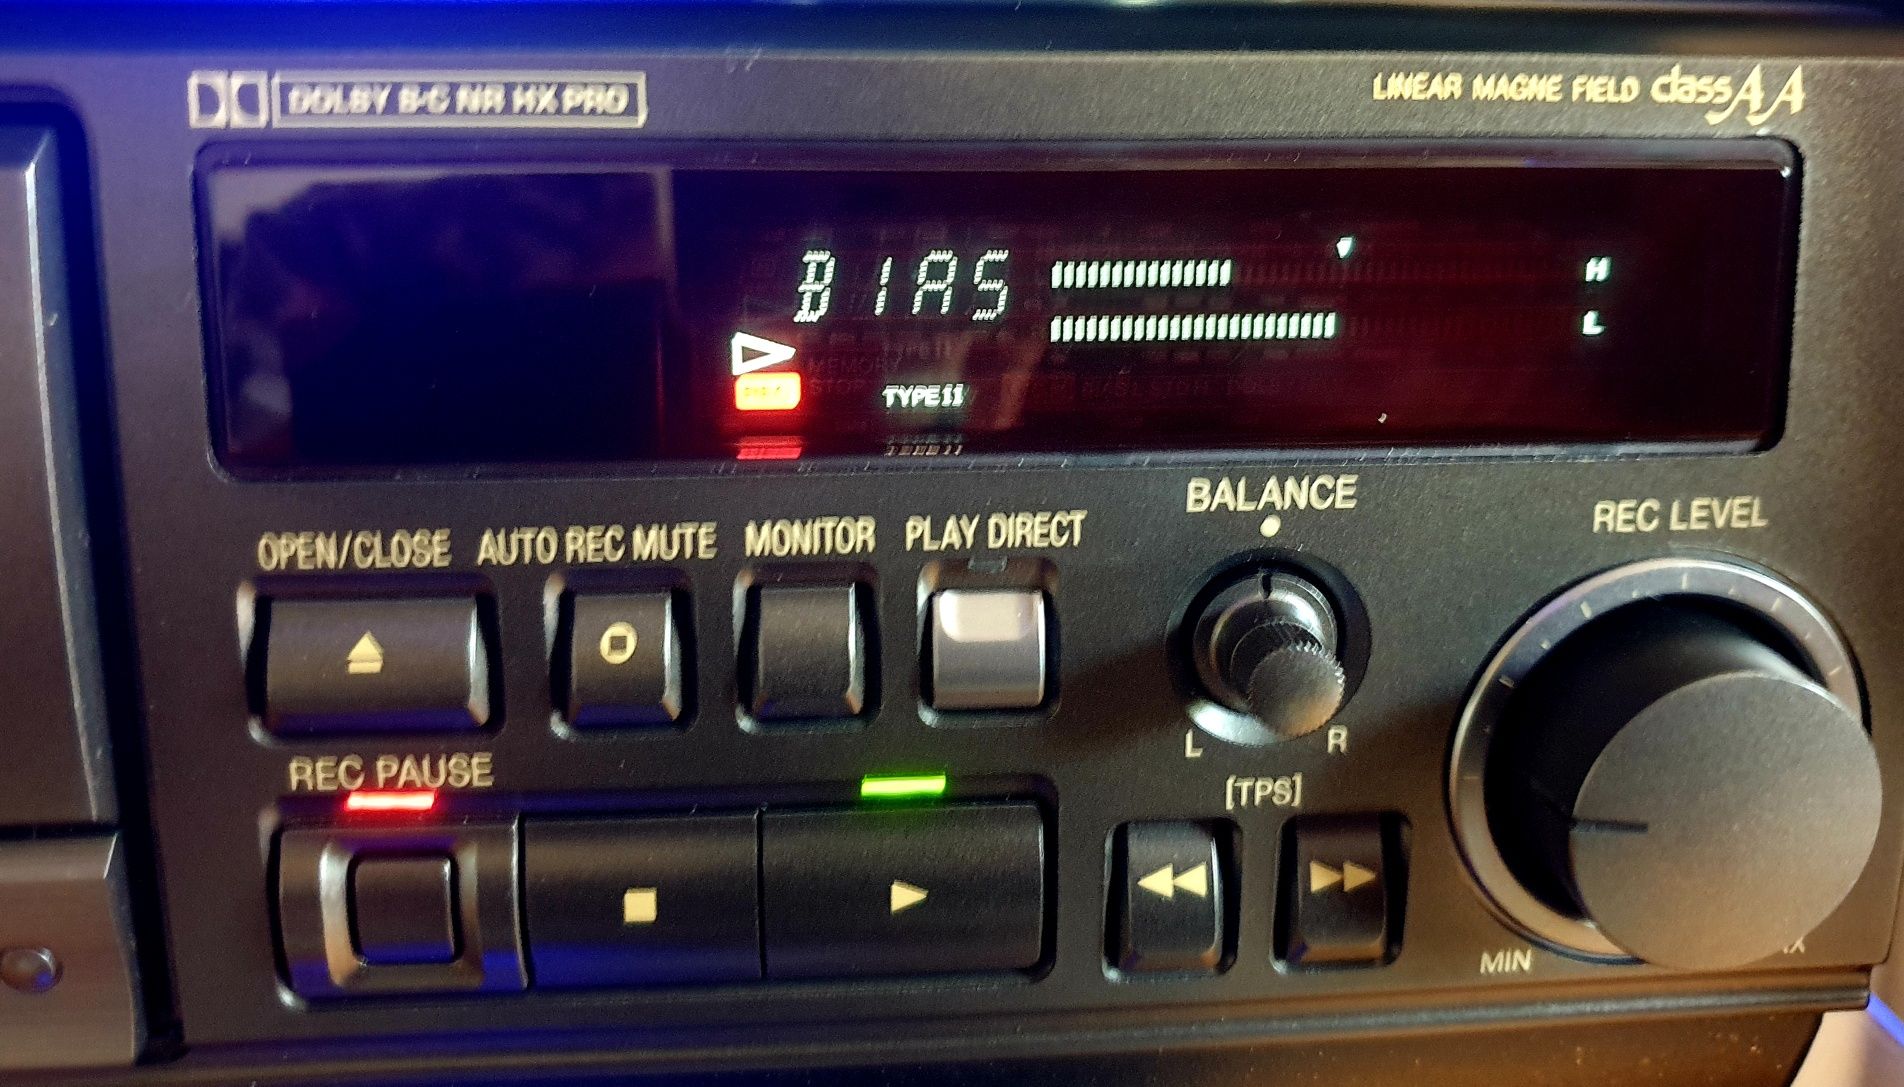 DOLBY B·C NR HX PRO
LINEAR MAGNE FIELD class AA
BIAS
H
L
TYPE II
OPEN/CLOSE
AUTO REC MUTE
MONITOR
PLAY DIRECT
BALANCE
REC LEVEL
L
R
REC PAUSE
[TPS]
MIN